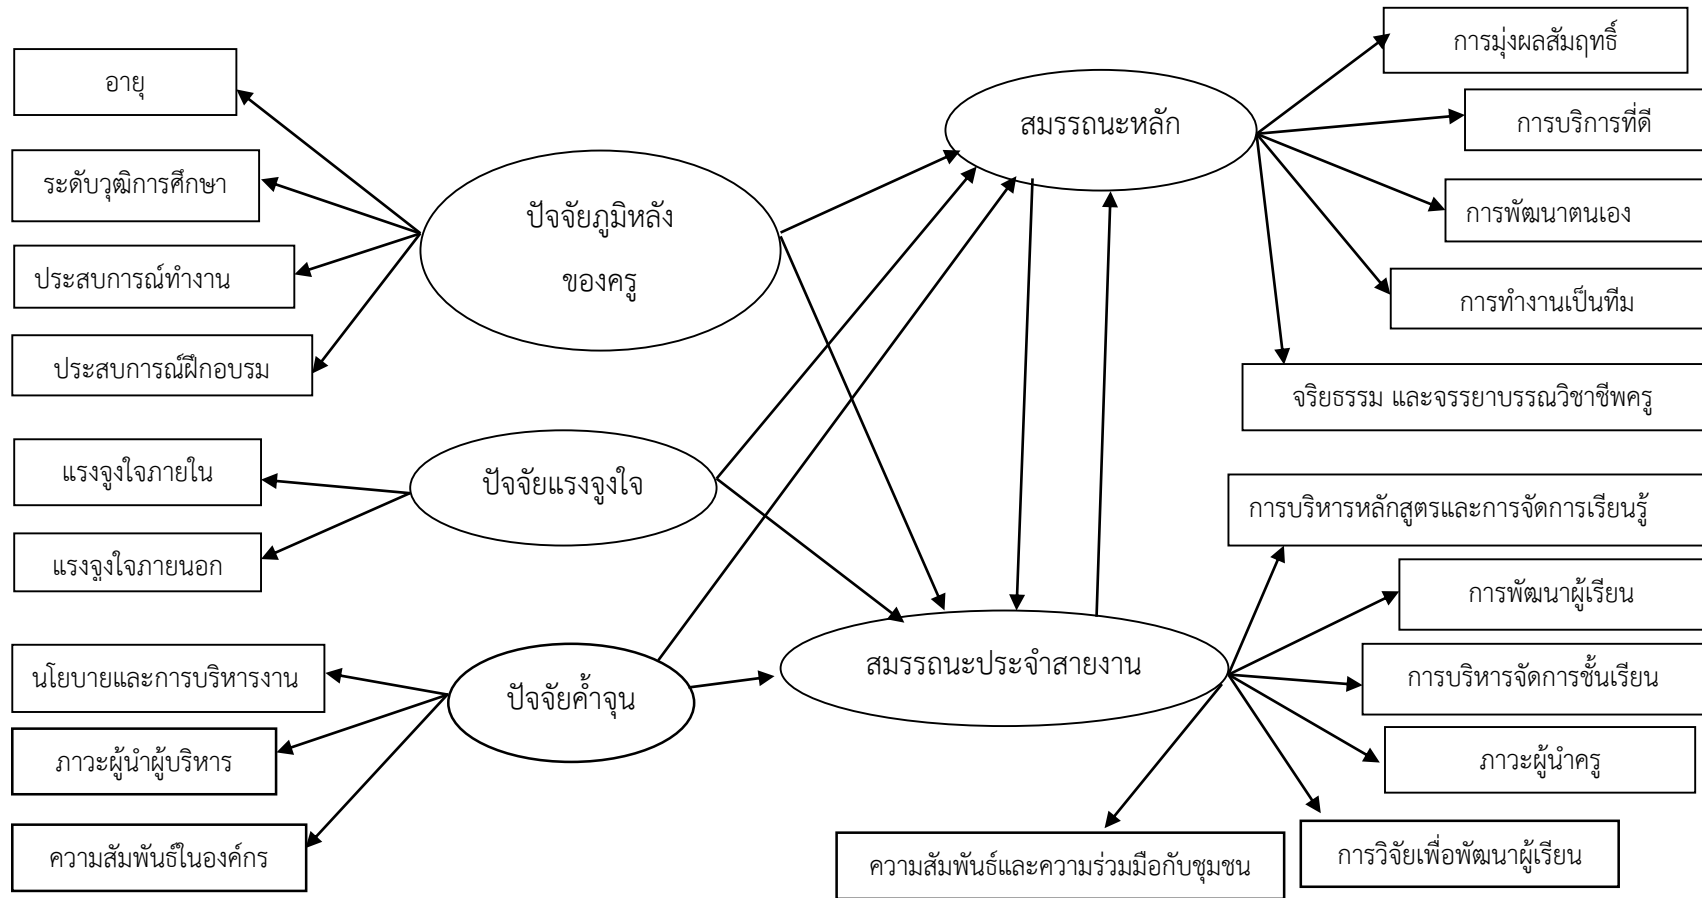 อายุ
ระดับวุฒิการศึกษา
ประสบการณ์ทำงาน
ประสบการณ์ฝึกอบรม
แรงจูงใจภายใน
แรงจูงใจภายนอก
นโยบายและการบริหารงาน
ภาวะผู้นำผู้บริหาร
ความสัมพันธ์ในองค์กร
ปัจจัยภูมิหลัง
ของครู
ปัจจัยแรงจูงใจ
ปัจจัยค้ำจุน
สมรรถนะหลัก
สมรรถนะประจำสายงาน
การมุ่งผลสัมฤทธิ์
การบริการที่ดี
การพัฒนาตนเอง
การทำงานเป็นทีม
จริยธรรม และจรรยาบรรณวิชาชีพครู
การบริหารหลักสูตรและการจัดการเรียนรู้
การพัฒนาผู้เรียน
การบริหารจัดการชั้นเรียน
ภาวะผู้นำครู
การวิจัยเพื่อพัฒนาผู้เรียน
ความสัมพันธ์และความร่วมมือกับชุมชน